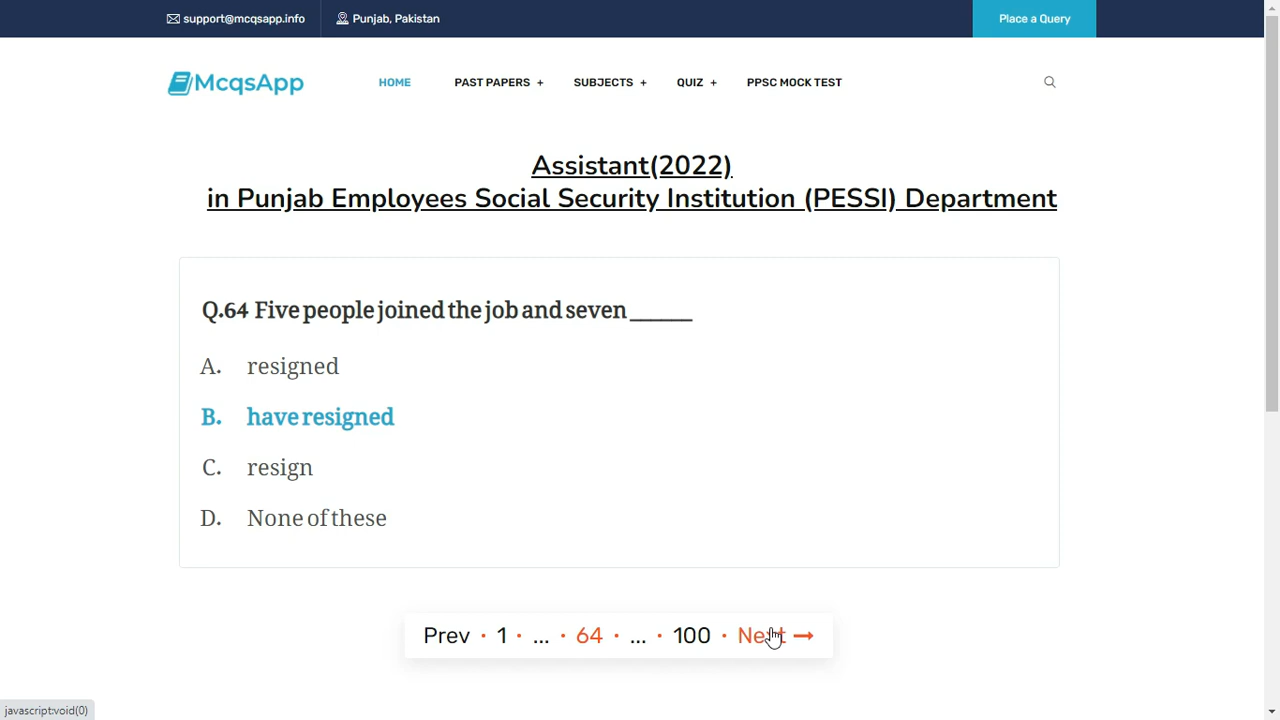 support@mcqsapp.info
Punjab, Pakistan
Place a Query
McqsApp
HOME
PAST PAPERS +
SUBJECTS +
QUIZ +
PPSC MOCK TEST
Assistant(2022)
in Punjab Employees Social Security Institution (PESSI) Department
Q.64 Five people joined the job and seven ______
A. resigned
B. have resigned
C. resign
D. None of these
Prev · 1 · ... · 64 · ... · 100 · Next →
javascript:void(0)